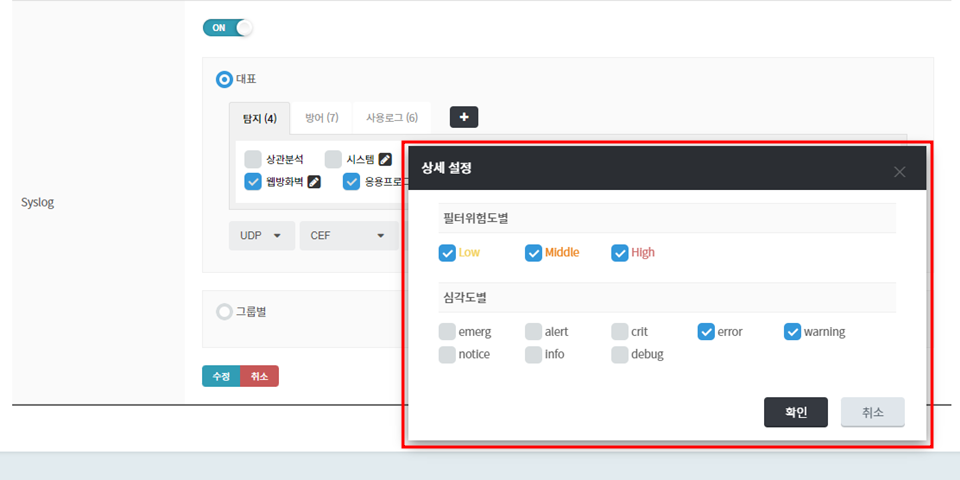 ON
대표
탐지 (4) 방어 (7) 사용로그 (6) +
상관분석 시스템
웹방화벽 응용프로그
Syslog
UDP CEF
그룹별
수정 취소
상세 설정
필터위험도별
Low Middle High
심각도별
emerg alert crit error warning
notice info debug
확인 취소